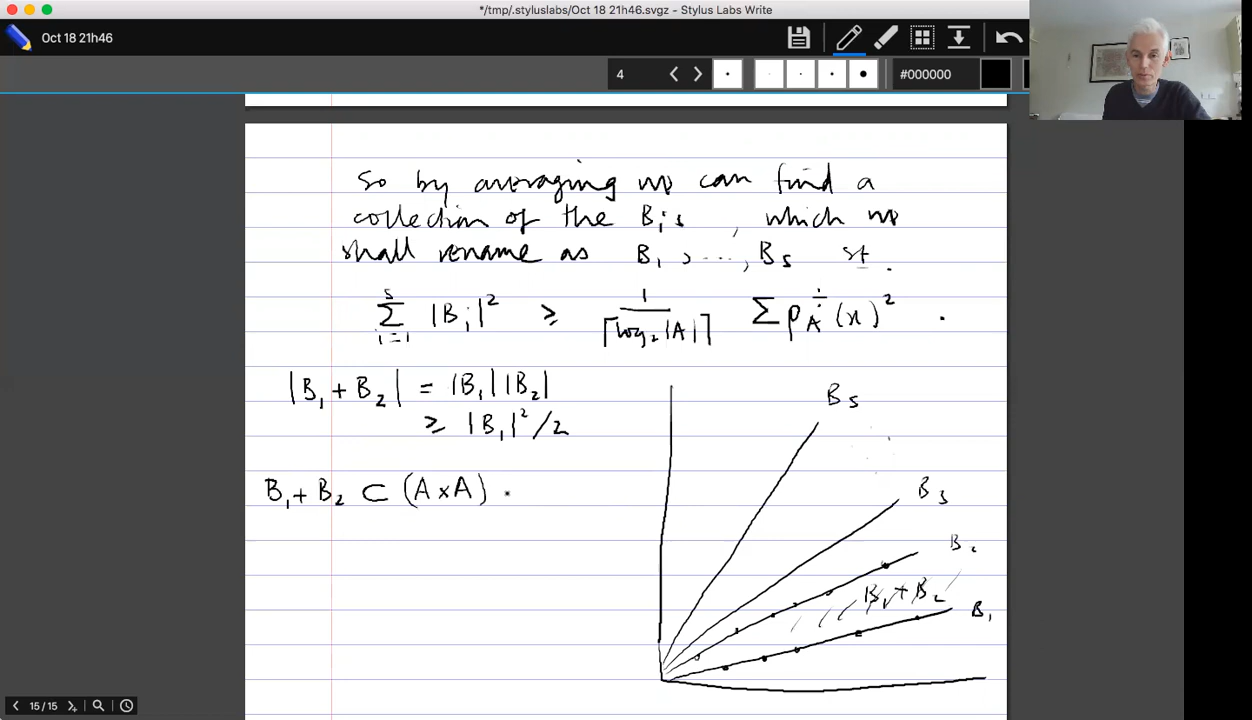 */tmp/.styluslabs/Oct 18 21h46.svgz - Stylus Labs Write
Oct 18 21h46
4
#000000
So by averaging we can find a
collection of the Bᵢs, which we
shall rename as B₁, ..., Bₛ st.
∑ᵢ₌₁ˢ |Bᵢ|² ≥ 1/⌈log₂|A|⌉ ∑ ρ_A^÷(x)² .
|B₁ + B₂| = |B₁||B₂|
≥ |B₁|²/2
B₁ + B₂ ⊂ (A×A) ·
Bₛ
B₃
B₂
B₁ + B₂
B₁
15/15